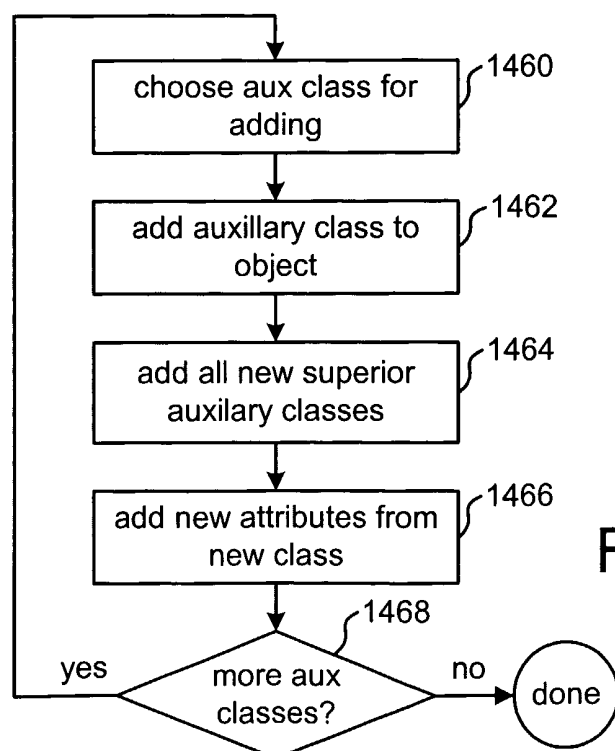 1460
choose aux class for
adding
1462
add auxillary class to
object
1464
add all new superior
auxilary classes
1466
add new attributes from
new class
1468
yes
more aux
classes?
no
done